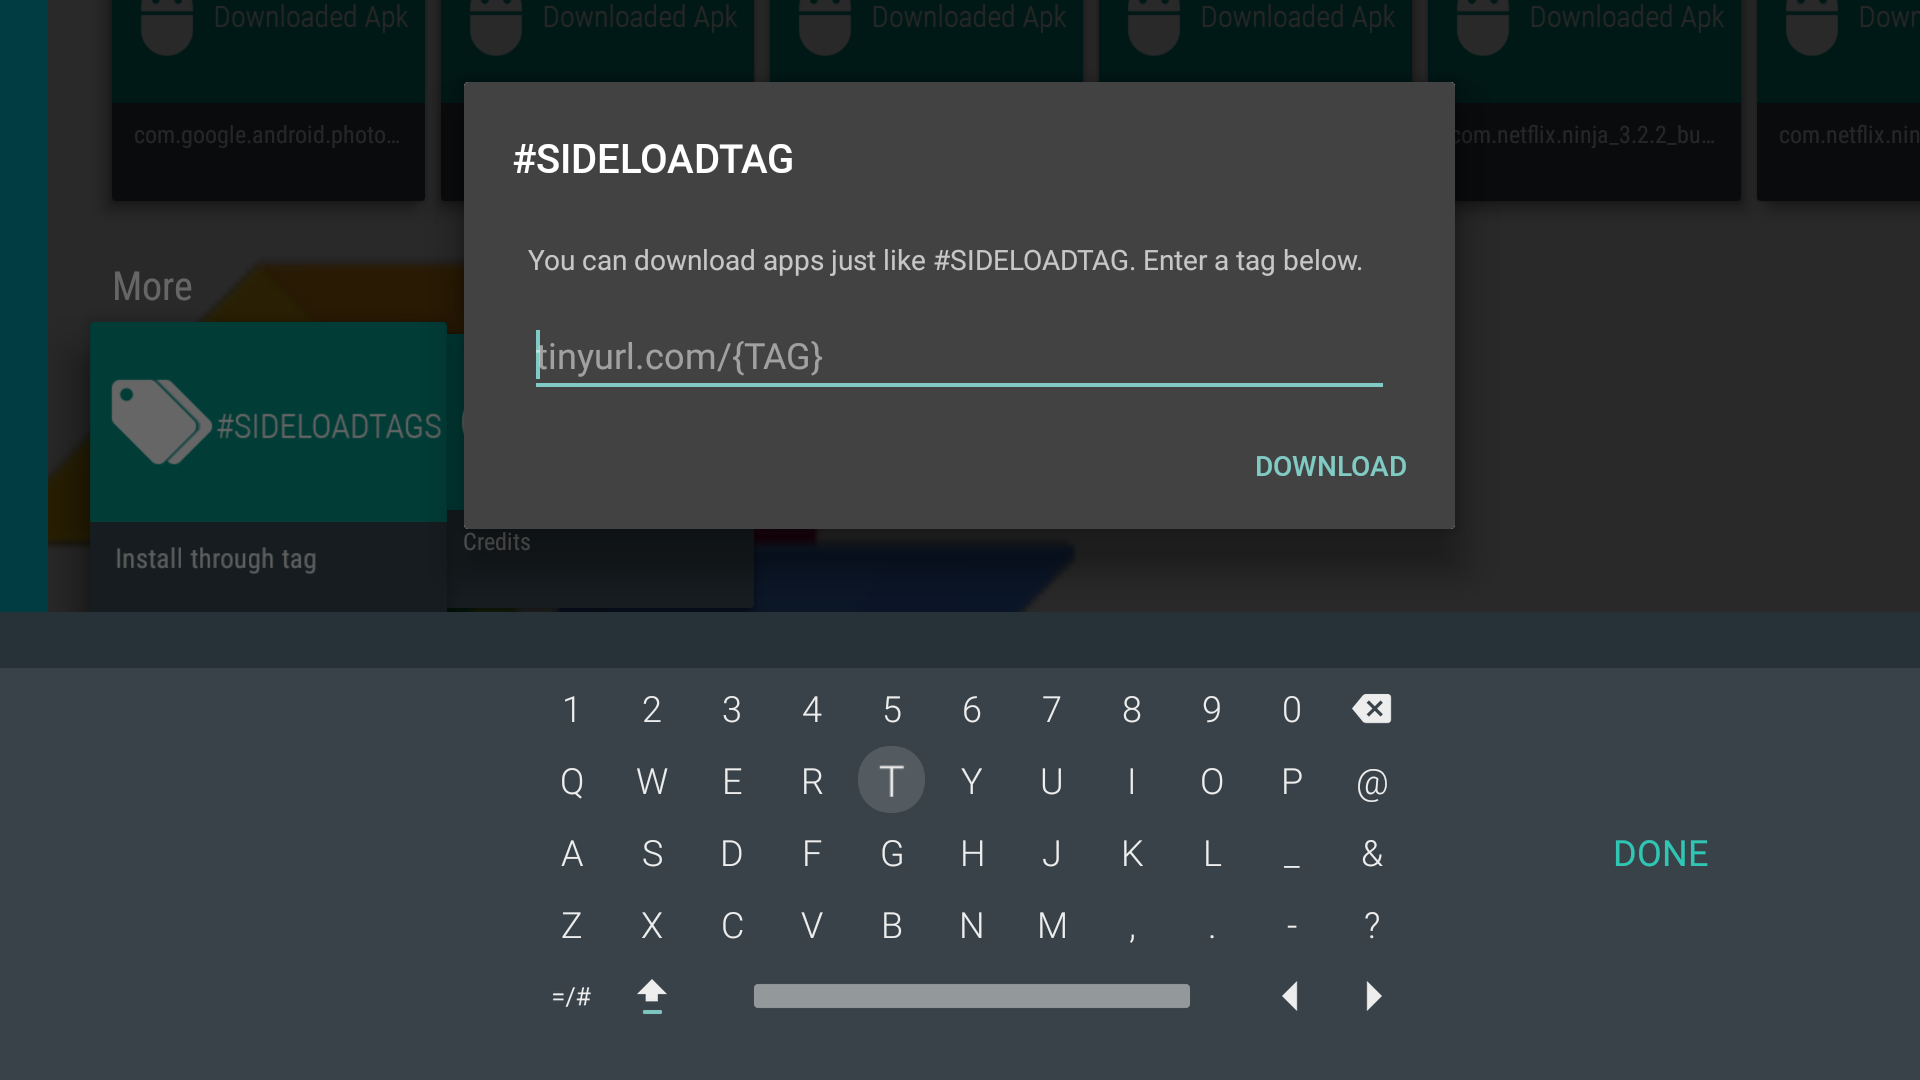 Downloaded Apk
Downloaded Apk
Downloaded Apk
Downloaded Apk
Downloaded Apk
Down
com.google.android.photo...
com.netflix.ninja_3.2.2_bu...
com.netflix.nin
#SIDELOADTAG
You can download apps just like #SIDELOADTAG. Enter a tag below.
tinyurl.com/{TAG}
DOWNLOAD
More
#SIDELOADTAGS
Install through tag
Credits
1 2 3 4 5 6 7 8 9 0
Q W E R T Y U I O P @
A S D F G H J K L _ &
DONE
Z X C V B N M , . - ?
=/#